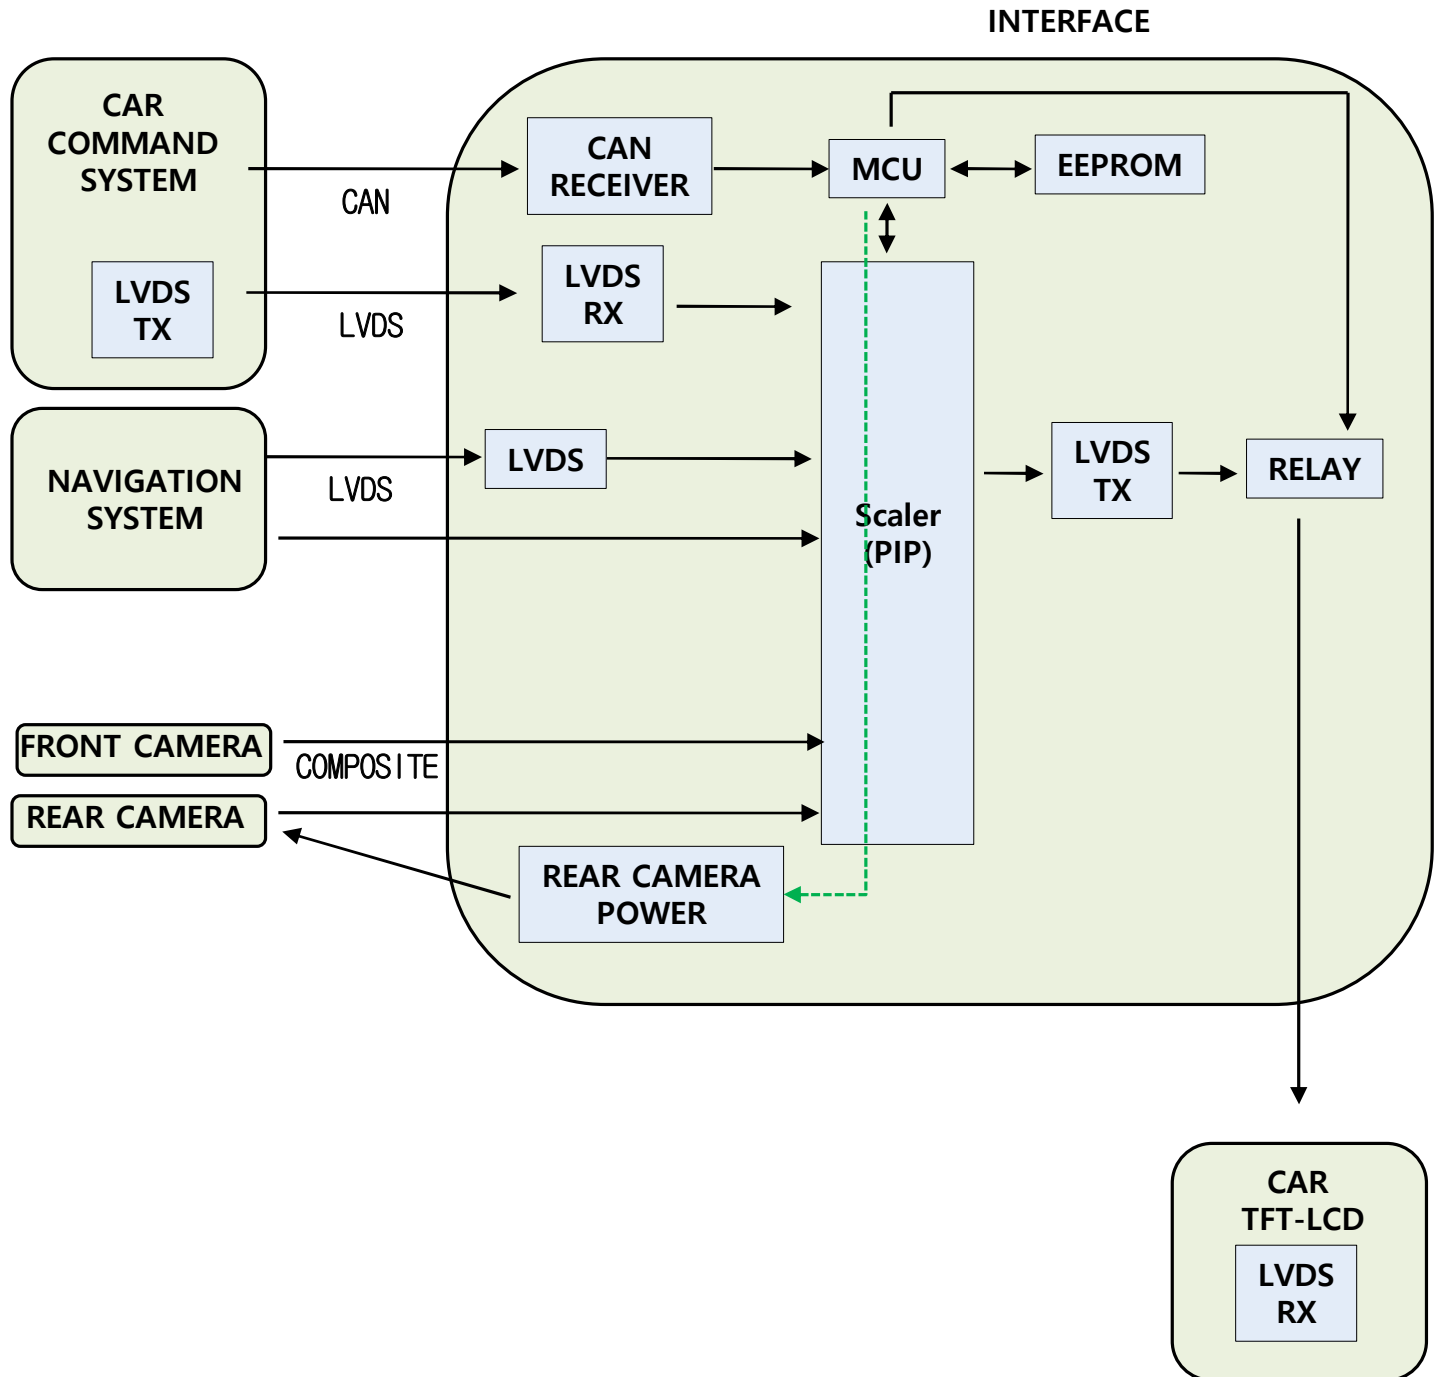 INTERFACE
CAR
COMMAND
SYSTEM
LVDS
TX
CAN
LVDS
CAN
RECEIVER
MCU
EEPROM
LVDS
RX
NAVIGATION
SYSTEM
LVDS
LVDS
Scaler
(PIP)
LVDS
TX
RELAY
FRONT CAMERA
COMPOSITE
REAR CAMERA
REAR CAMERA
POWER
CAR
TFT-LCD
LVDS
RX